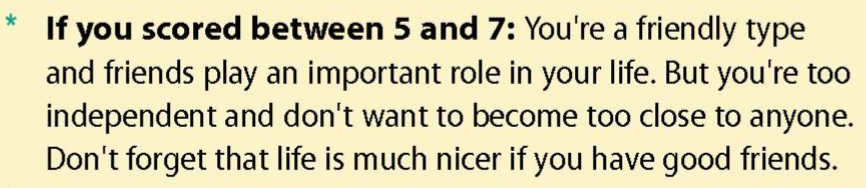 * If you scored between 5 and 7: You're a friendly type
and friends play an important role in your life. But you're too
independent and don't want to become too close to anyone.
Don't forget that life is much nicer if you have good friends.